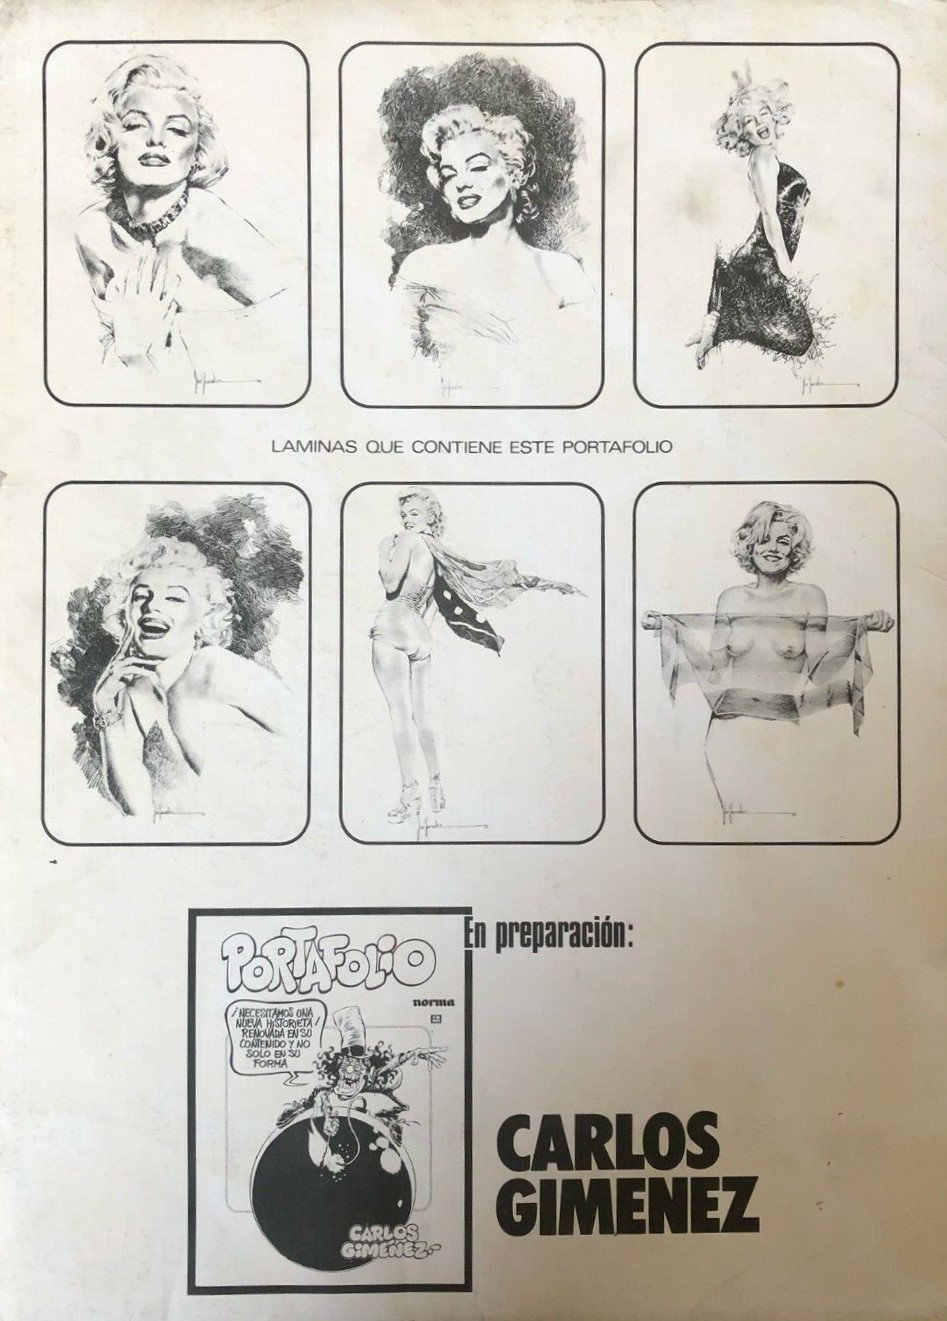 LAMINAS QUE CONTIENE ESTE PORTAFOLIO
En preparación:
PORTAFOLIO
norma
¡NECESITAMOS UNA
NUEVA HISTORIETA!
RENOVADA EN SU
CONTENIDO Y NO
SOLO EN SU
FORMA
CARLOS
GIMENEZ.-
CARLOS
GIMENEZ